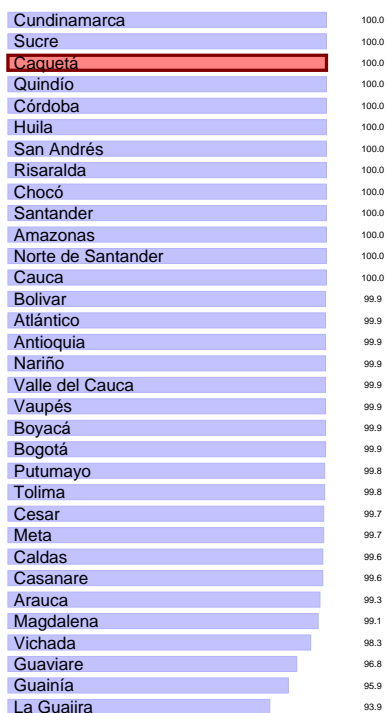 Cundinamarca 100.0
Sucre 100.0
Caquetá 100.0
Quindío 100.0
Córdoba 100.0
Huila 100.0
San Andrés 100.0
Risaralda 100.0
Chocó 100.0
Santander 100.0
Amazonas 100.0
Norte de Santander 100.0
Cauca 100.0
Bolivar 99.9
Atlántico 99.9
Antioquia 99.9
Nariño 99.9
Valle del Cauca 99.9
Vaupés 99.9
Boyacá 99.9
Bogotá 99.9
Putumayo 99.8
Tolima 99.8
Cesar 99.7
Meta 99.7
Caldas 99.6
Casanare 99.6
Arauca 99.3
Magdalena 99.1
Vichada 98.3
Guaviare 96.8
Guainía 95.9
La Guajira 93.9